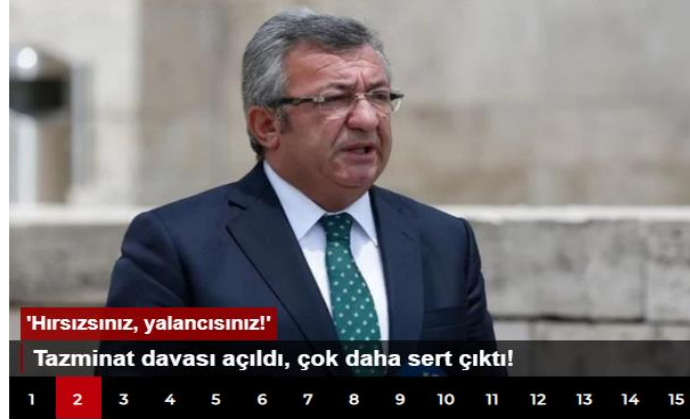 'Hırsızsınız, yalancısınız!'
Tazminat davası açıldı, çok daha sert çıktı!
1 2 3 4 5 6 7 8 9 10 11 12 13 14 15